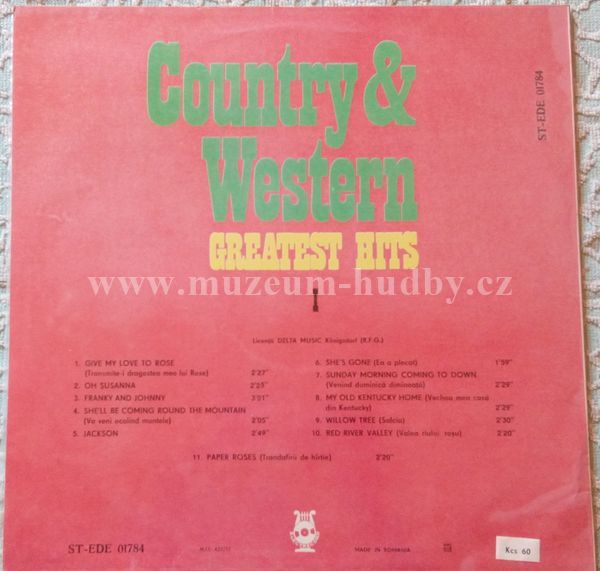 Country &
Western
GREATEST HITS
I
ST-EDE 01784
www.muzeum-hudby.cz
Licență DELTA MUSIC Königsdorf (R.F.G.)
1. GIVE MY LOVE TO ROSE
(Transmite-i dragostea mea lui Rose) 2'27"
2. OH SUSANNA 2'25"
3. FRANKY AND JOHNNY 3'01"
4. SHE'LL BE COMING ROUND THE MOUNTAIN
(Va veni ocolind muntele) 2'05"
5. JACKSON 2'49"
6. SHE'S GONE (Ea a plecat) 1'59"
7. SUNDAY MORNING COMING TO DOWN
(Venind duminică dimineață) 2'29"
8. MY OLD KENTUCKY HOME (Vechea mea casă
din Kentucky) 2'29"
9. WILLOW TREE (Salcia) 2'30"
10. RED RIVER VALLEY (Valea rîului roșu) 2'20"
11. PAPER ROSES (Trandafirii de hîrtie) 2'20"
ST-EDE 01784
MADE IN ROMANIA
Kcs 60